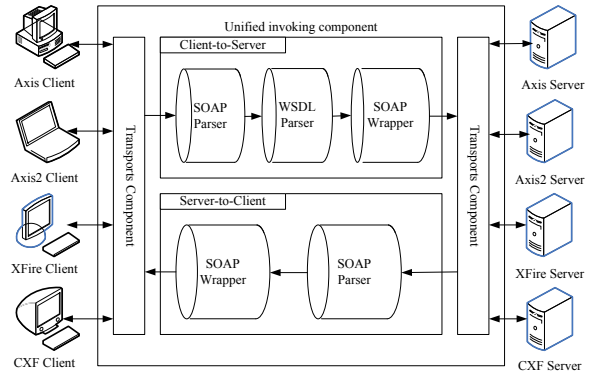 Unified invoking component
Client-to-Server
Axis Client
Axis Server
SOAP
Parser
WSDL
Parser
SOAP
Wrapper
Transports Component
Transports Component
Axis2 Client
Axis2 Server
Server-to-Client
XFire Client
XFire Server
SOAP
Wrapper
SOAP
Parser
CXF Client
CXF Server